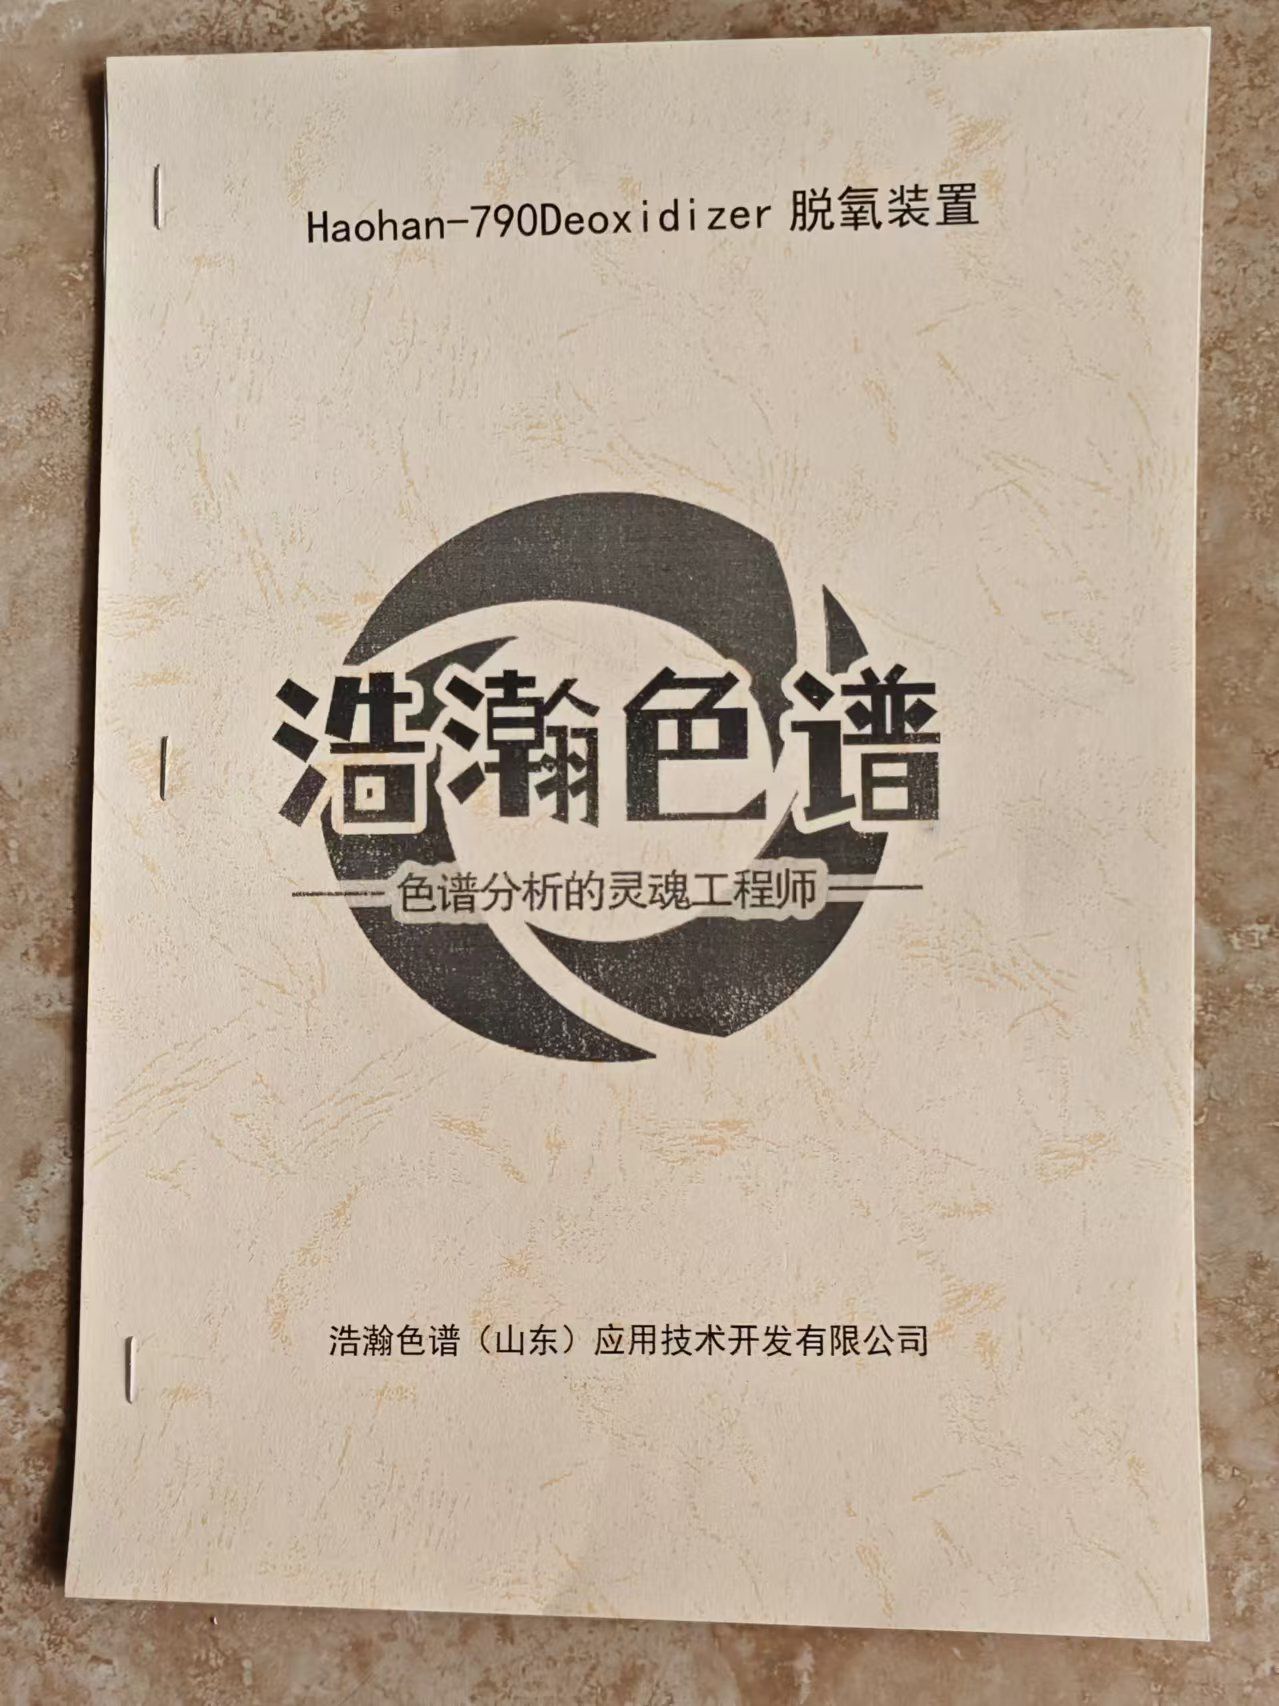 Haohan-790Deoxidizer 脱氧装置
浩瀚色谱
色谱分析的灵魂工程师
浩瀚色谱（山东）应用技术开发有限公司